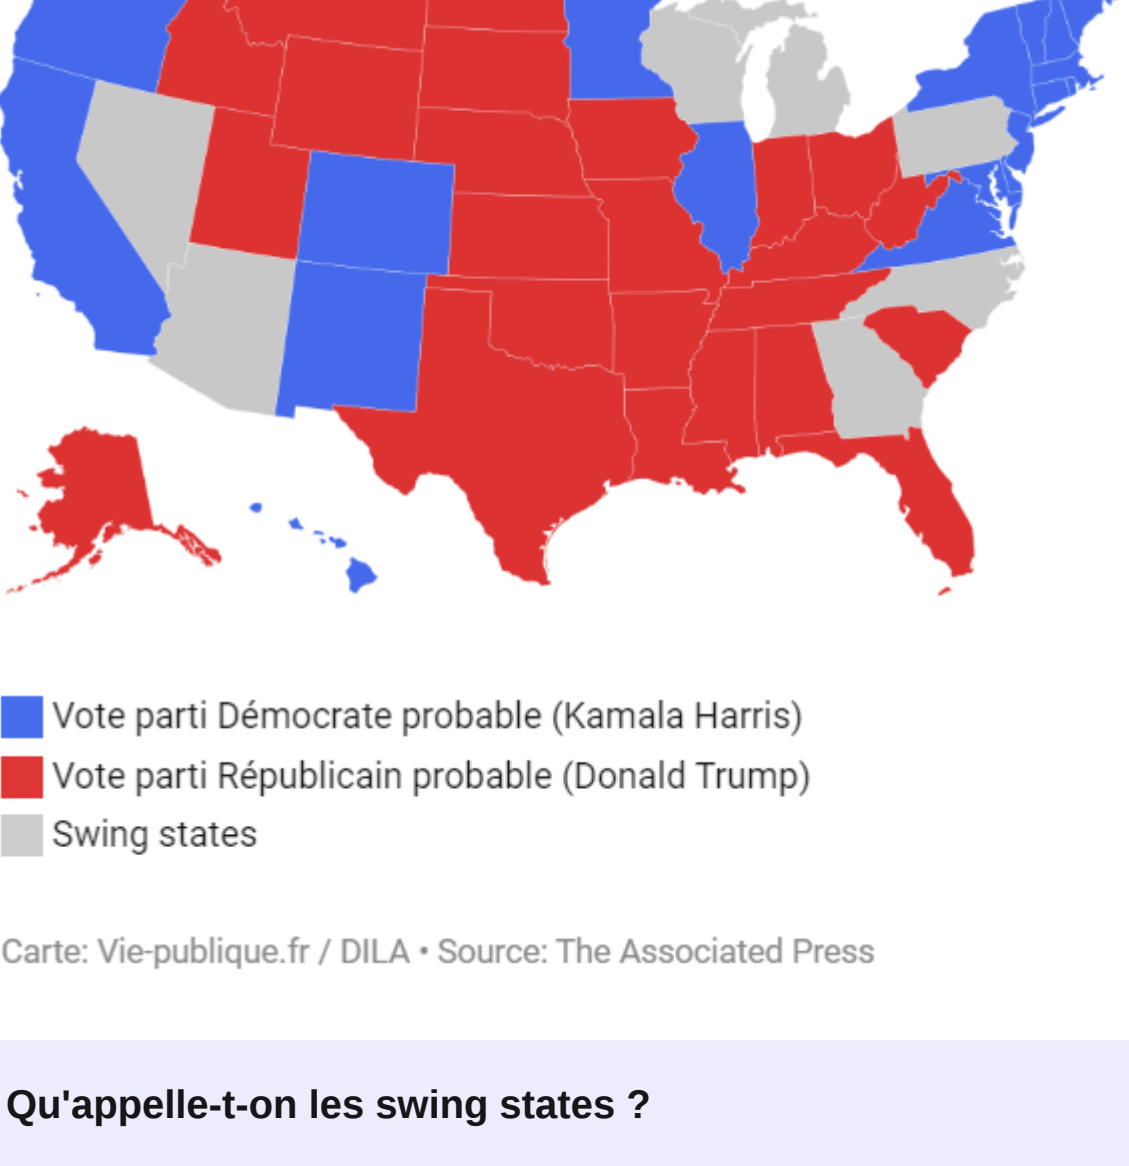 Vote parti Démocrate probable (Kamala Harris)
Vote parti Républicain probable (Donald Trump)
Swing states
Carte: Vie-publique.fr / DILA • Source: The Associated Press
Qu'appelle-t-on les swing states ?